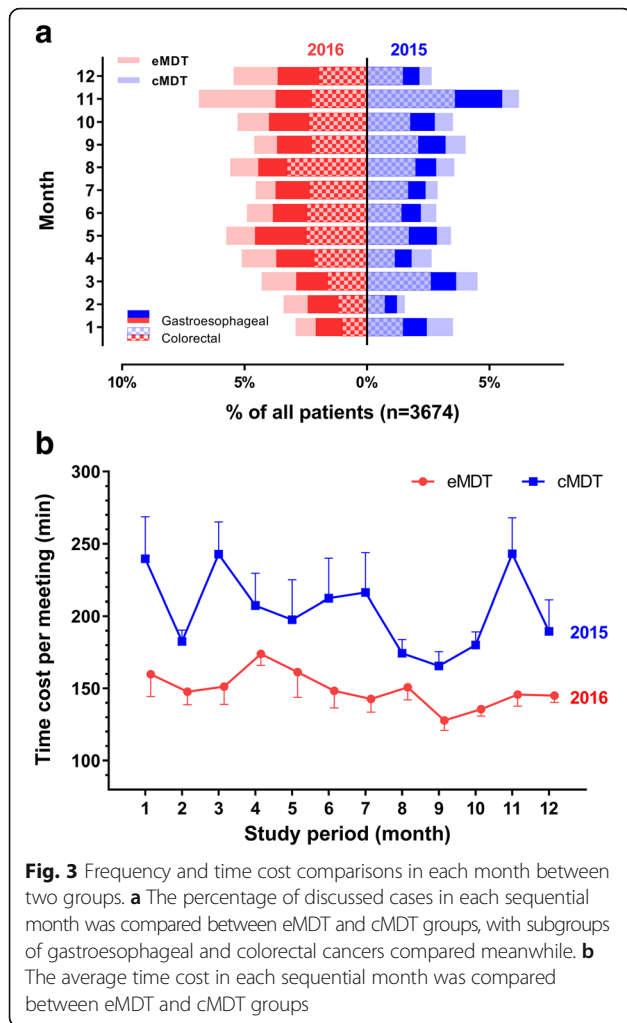 a
2016 2015
eMDT
cMDT
12
11
10
9
8
7
6
5
4
3
2
1
Month
Gastroesophageal
Colorectal
10% 5% 0% 5%
% of all patients (n=3674)
b
300
250
200
150
100
Time cost per meeting (min)
eMDT cMDT
2015
2016
1 2 3 4 5 6 7 8 9 10 11 12
Study period (month)
Fig. 3 Frequency and time cost comparisons in each month between
two groups. a The percentage of discussed cases in each sequential
month was compared between eMDT and cMDT groups, with subgroups
of gastroesophageal and colorectal cancers compared meanwhile. b
The average time cost in each sequential month was compared
between eMDT and cMDT groups